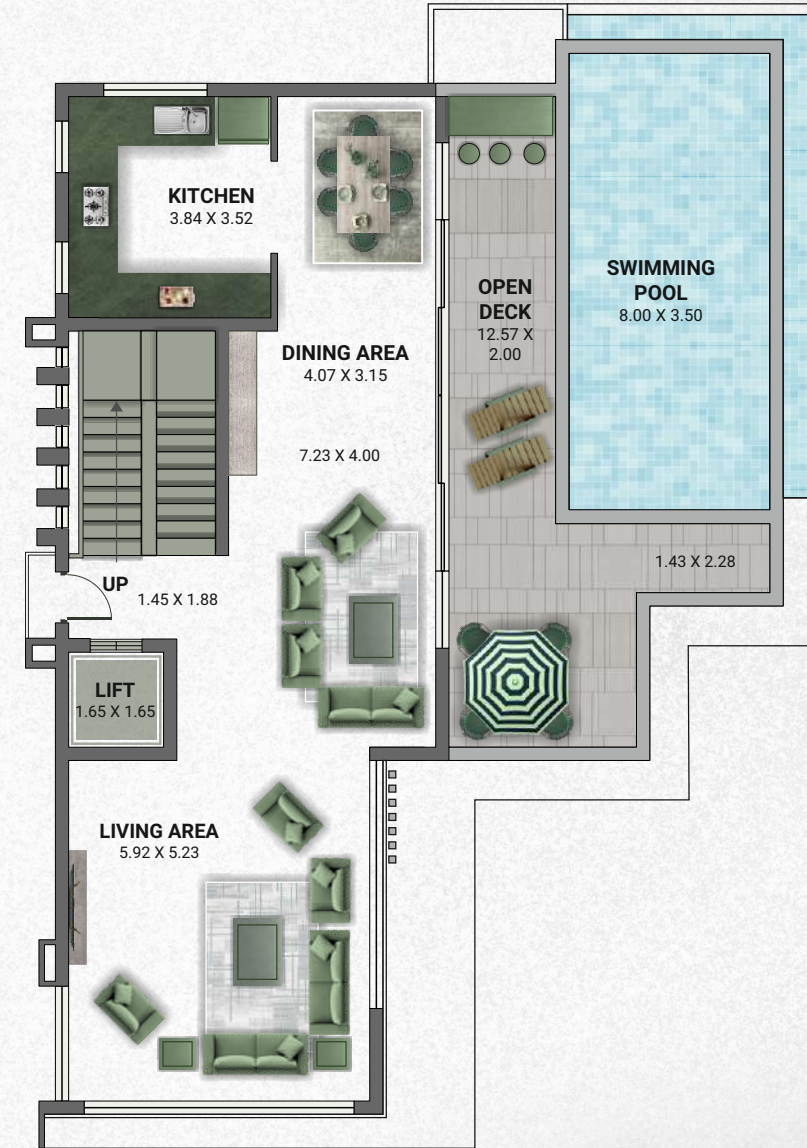 KITCHEN
3.84 X 3.52
SWIMMING
POOL
8.00 X 3.50
OPEN
DECK
12.57 X
2.00
DINING AREA
4.07 X 3.15
7.23 X 4.00
1.43 X 2.28
UP
1.45 X 1.88
LIFT
1.65 X 1.65
LIVING AREA
5.92 X 5.23